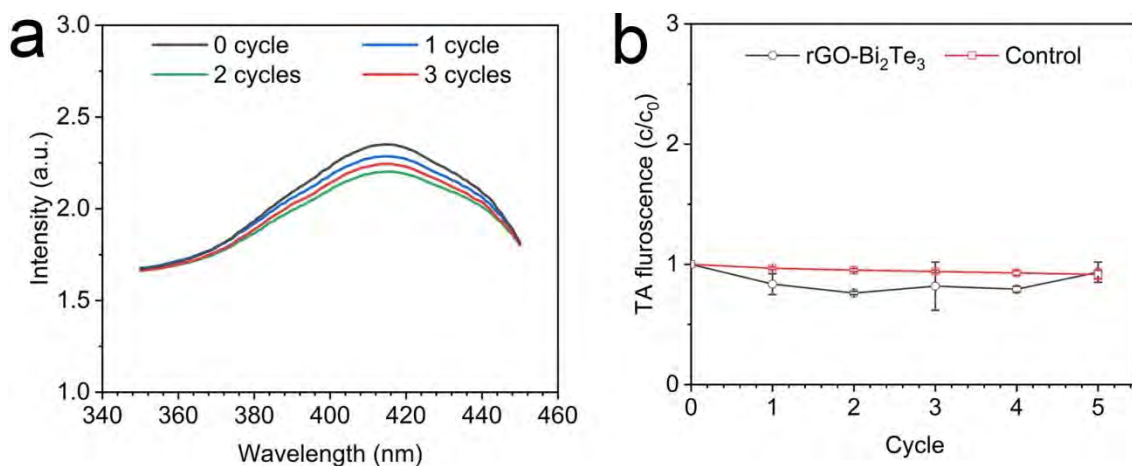 a
0 cycle 1 cycle
2 cycles 3 cycles
3.0
2.5
2.0
1.5
1.0
Intensity (a.u.)
340 360 380 400 420 440 460
Wavelength (nm)
b
rGO-Bi₂Te₃ Control
3
2
1
0
TA fluroscence (c/c₀)
0 1 2 3 4 5
Cycle